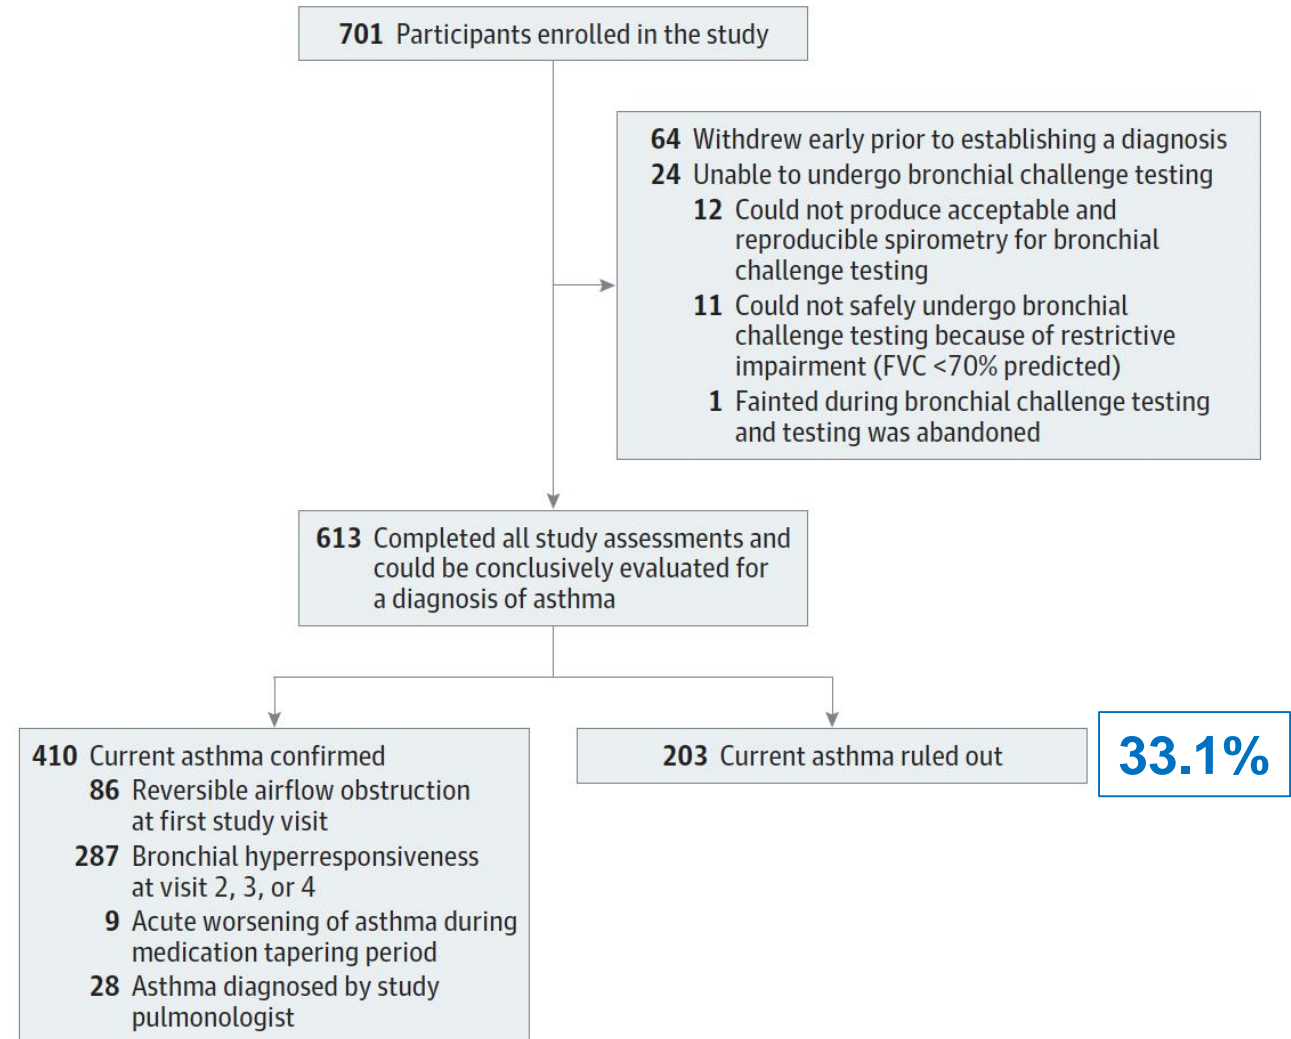 701 Participants enrolled in the study
64 Withdrew early prior to establishing a diagnosis
24 Unable to undergo bronchial challenge testing
12 Could not produce acceptable and
reproducible spirometry for bronchial
challenge testing
11 Could not safely undergo bronchial
challenge testing because of restrictive
impairment (FVC <70% predicted)
1 Fainted during bronchial challenge testing
and testing was abandoned
613 Completed all study assessments and
could be conclusively evaluated for
a diagnosis of asthma
410 Current asthma confirmed
86 Reversible airflow obstruction
at first study visit
287 Bronchial hyperresponsiveness
at visit 2, 3, or 4
9 Acute worsening of asthma during
medication tapering period
28 Asthma diagnosed by study
pulmonologist
203 Current asthma ruled out
33.1%